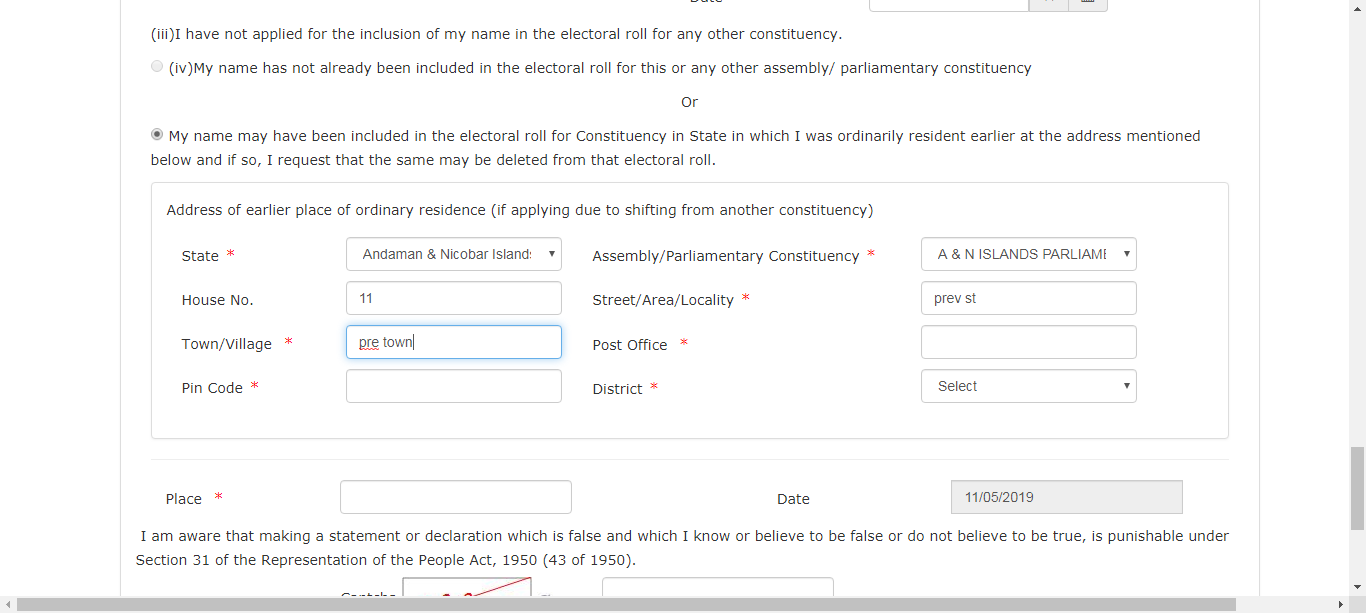 (iii)I have not applied for the inclusion of my name in the electoral roll for any other constituency.
(iv)My name has not already been included in the electoral roll for this or any other assembly/ parliamentary constituency
Or
My name may have been included in the electoral roll for Constituency in State in which I was ordinarily resident earlier at the address mentioned
below and if so, I request that the same may be deleted from that electoral roll.
Address of earlier place of ordinary residence (if applying due to shifting from another constituency)
State * Andaman & Nicobar Islands Assembly/Parliamentary Constituency * A & N ISLANDS PARLIAME
House No. 11 Street/Area/Locality * prev st
Town/Village * pre town Post Office *
Pin Code * District * Select
Place * Date 11/05/2019
I am aware that making a statement or declaration which is false and which I know or believe to be false or do not believe to be true, is punishable under
Section 31 of the Representation of the People Act, 1950 (43 of 1950).